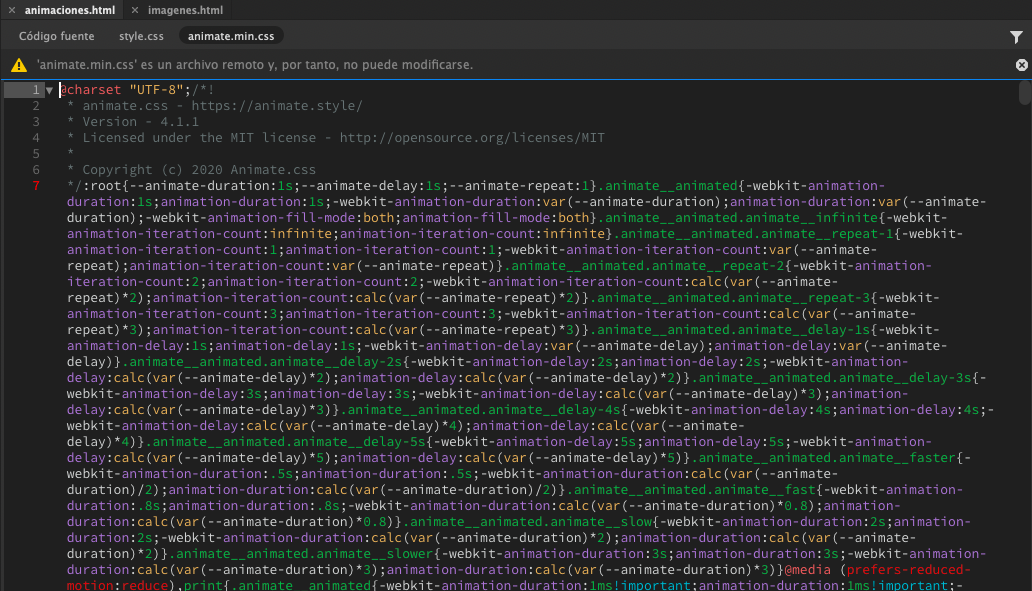 animaciones.html imagenes.html
Código fuente style.css animate.min.css
'animate.min.css' es un archivo remoto y, por tanto, no puede modificarse.
1 @charset "UTF-8";/*!
2 * animate.css - https://animate.style/
3 * Version - 4.1.1
4 * Licensed under the MIT license - http://opensource.org/licenses/MIT
5 *
6 * Copyright (c) 2020 Animate.css
7 */:root{--animate-duration:1s;--animate-delay:1s;--animate-repeat:1}.animate__animated{-webkit-animation-
duration:1s;animation-duration:1s;-webkit-animation-duration:var(--animate-duration);animation-duration:var(--animate-
duration);-webkit-animation-fill-mode:both;animation-fill-mode:both}.animate__animated.animate__infinite{-webkit-
animation-iteration-count:infinite;animation-iteration-count:infinite}.animate__animated.animate__repeat-1{-webkit-
animation-iteration-count:1;animation-iteration-count:1;-webkit-animation-iteration-count:var(--animate-
repeat);animation-iteration-count:var(--animate-repeat)}.animate__animated.animate__repeat-2{-webkit-animation-
iteration-count:2;animation-iteration-count:2;-webkit-animation-iteration-count:calc(var(--animate-
repeat)*2);animation-iteration-count:calc(var(--animate-repeat)*2)}.animate__animated.animate__repeat-3{-webkit-
animation-iteration-count:3;animation-iteration-count:3;-webkit-animation-iteration-count:calc(var(--animate-
repeat)*3);animation-iteration-count:calc(var(--animate-repeat)*3)}.animate__animated.animate__delay-1s{-webkit-
animation-delay:1s;animation-delay:1s;-webkit-animation-delay:var(--animate-delay);animation-delay:var(--animate-
delay)}.animate__animated.animate__delay-2s{-webkit-animation-delay:2s;animation-delay:2s;-webkit-animation-
delay:calc(var(--animate-delay)*2);animation-delay:calc(var(--animate-delay)*2)}.animate__animated.animate__delay-3s{-
webkit-animation-delay:3s;animation-delay:3s;-webkit-animation-delay:calc(var(--animate-delay)*3);animation-
delay:calc(var(--animate-delay)*3)}.animate__animated.animate__delay-4s{-webkit-animation-delay:4s;animation-delay:4s;-
webkit-animation-delay:calc(var(--animate-delay)*4);animation-delay:calc(var(--animate-
delay)*4)}.animate__animated.animate__delay-5s{-webkit-animation-delay:5s;animation-delay:5s;-webkit-animation-
delay:calc(var(--animate-delay)*5);animation-delay:calc(var(--animate-delay)*5)}.animate__animated.animate__faster{-
webkit-animation-duration:.5s;animation-duration:.5s;-webkit-animation-duration:calc(var(--animate-
duration)/2);animation-duration:calc(var(--animate-duration)/2)}.animate__animated.animate__fast{-webkit-animation-
duration:.8s;animation-duration:.8s;-webkit-animation-duration:calc(var(--animate-duration)*0.8);animation-
duration:calc(var(--animate-duration)*0.8)}.animate__animated.animate__slow{-webkit-animation-duration:2s;animation-
duration:2s;-webkit-animation-duration:calc(var(--animate-duration)*2);animation-duration:calc(var(--animate-
duration)*2)}.animate__animated.animate__slower{-webkit-animation-duration:3s;animation-duration:3s;-webkit-animation-
duration:calc(var(--animate-duration)*3);animation-duration:calc(var(--animate-duration)*3)}@media (prefers-reduced-
motion:reduce),print{.animate__animated{-webkit-animation-duration:1ms!important;animation-duration:1ms!important;-